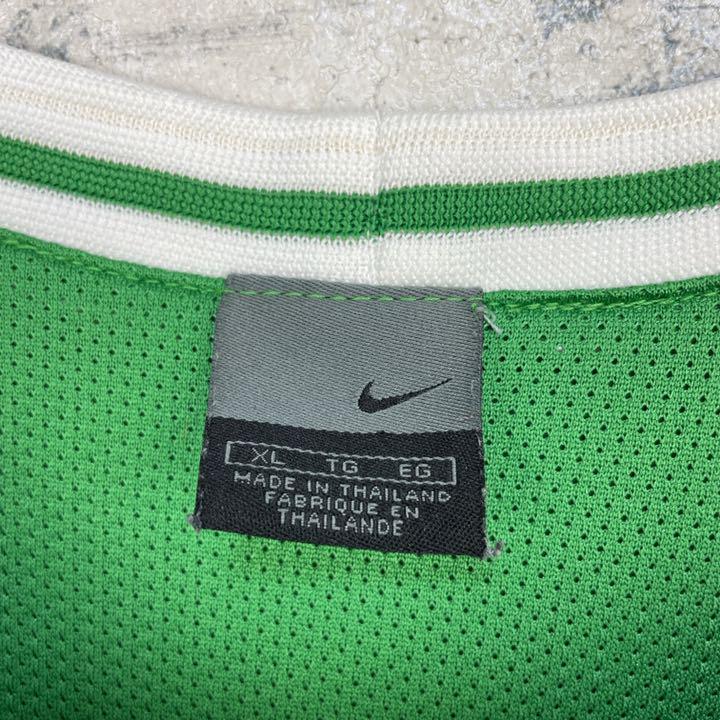 XL TG EG
MADE IN THAILAND
FABRIQUE EN
THAILANDE